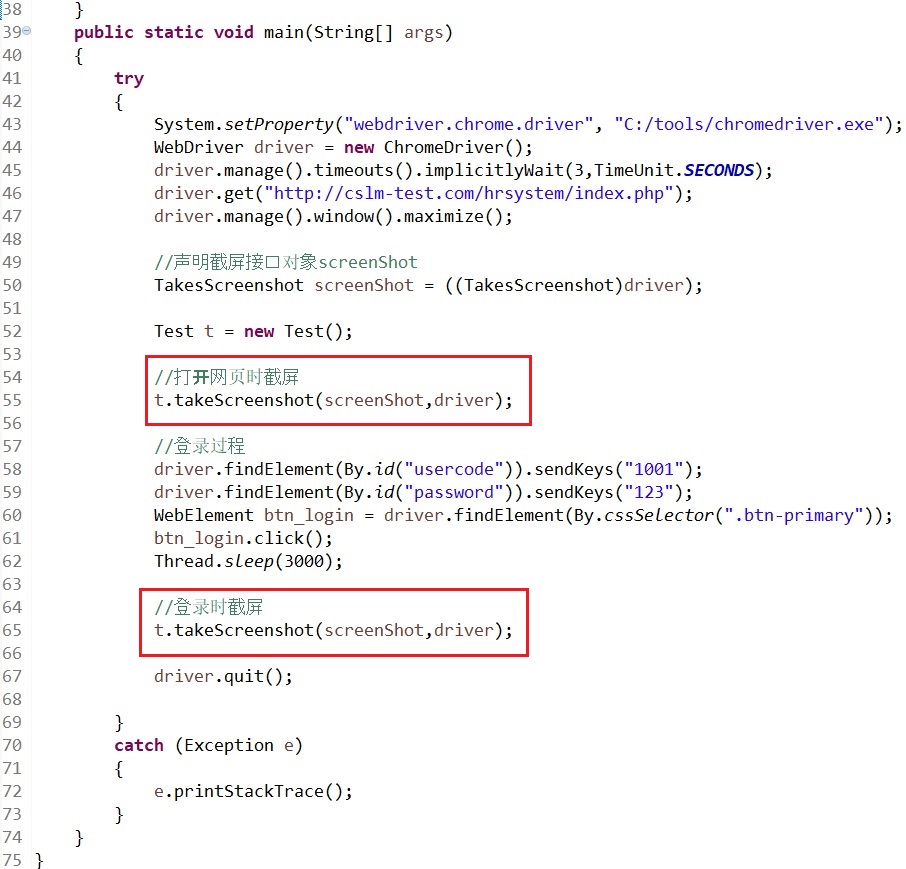 38     }
39     public static void main(String[] args)
40     {
41         try
42         {
43             System.setProperty("webdriver.chrome.driver", "C:/tools/chromedriver.exe");
44             WebDriver driver = new ChromeDriver();
45             driver.manage().timeouts().implicitlyWait(3,TimeUnit.SECONDS);
46             driver.get("http://cslm-test.com/hrsystem/index.php");
47             driver.manage().window().maximize();
48
49             //声明截屏接口对象screenShot
50             TakesScreenshot screenShot = ((TakesScreenshot)driver);
51
52             Test t = new Test();
53
54             //打开网页时截屏
55             t.takeScreenshot(screenShot,driver);
56
57             //登录过程
58             driver.findElement(By.id("usercode")).sendKeys("1001");
59             driver.findElement(By.id("password")).sendKeys("123");
60             WebElement btn_login = driver.findElement(By.cssSelector(".btn-primary"));
61             btn_login.click();
62             Thread.sleep(3000);
63
64             //登录时截屏
65             t.takeScreenshot(screenShot,driver);
66
67             driver.quit();
68
69         }
70         catch (Exception e)
71         {
72             e.printStackTrace();
73         }
74     }
75 }